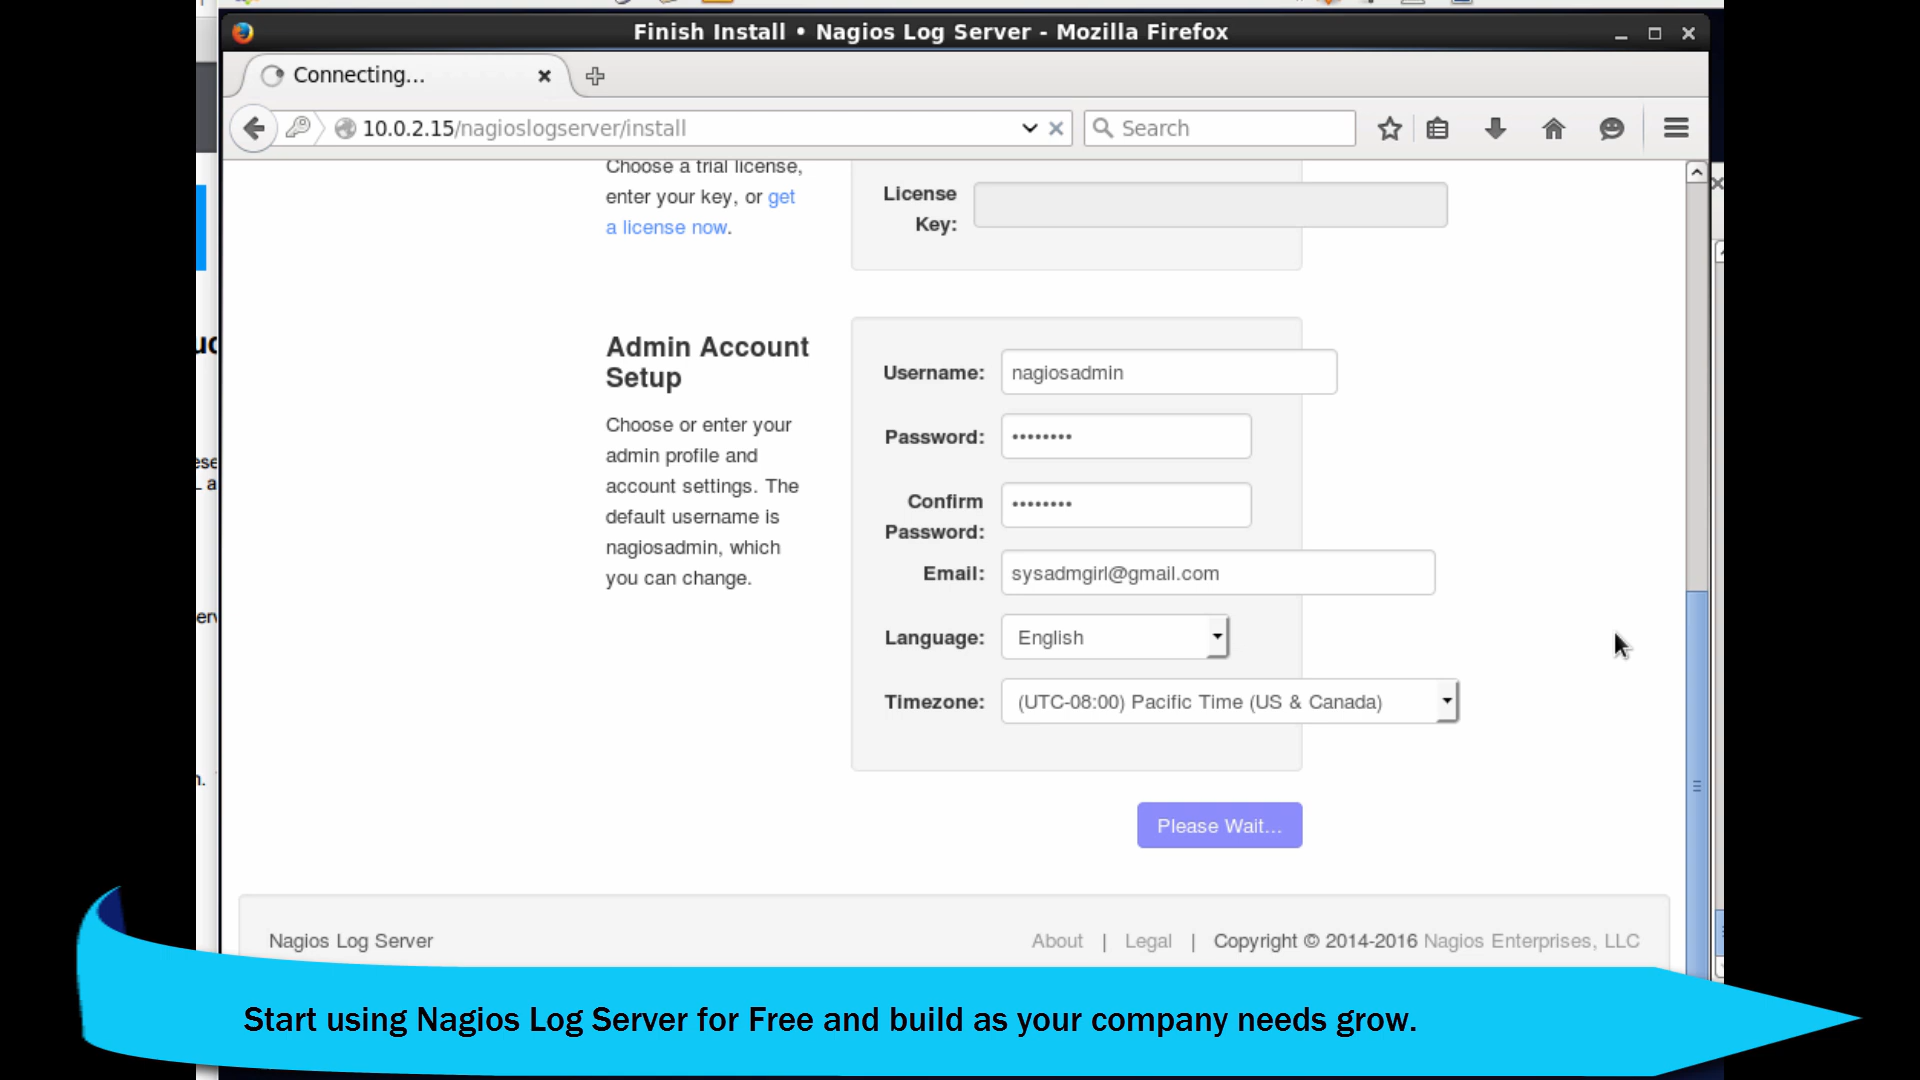 Finish Install • Nagios Log Server - Mozilla Firefox
Connecting...
10.0.2.15/nagioslogserver/install
Search
Choose a trial license,
enter your key, or get
a license now.
License
Key:
Admin Account
Setup
Choose or enter your
admin profile and
account settings. The
default username is
nagiosadmin, which
you can change.
Username: nagiosadmin
Password: ••••••••
Confirm
Password: ••••••••
Email: sysadmgirl@gmail.com
Language: English
Timezone: (UTC-08:00) Pacific Time (US & Canada)
Please Wait...
Nagios Log Server
About | Legal | Copyright © 2014-2016 Nagios Enterprises, LLC
Start using Nagios Log Server for Free and build as your company needs grow.